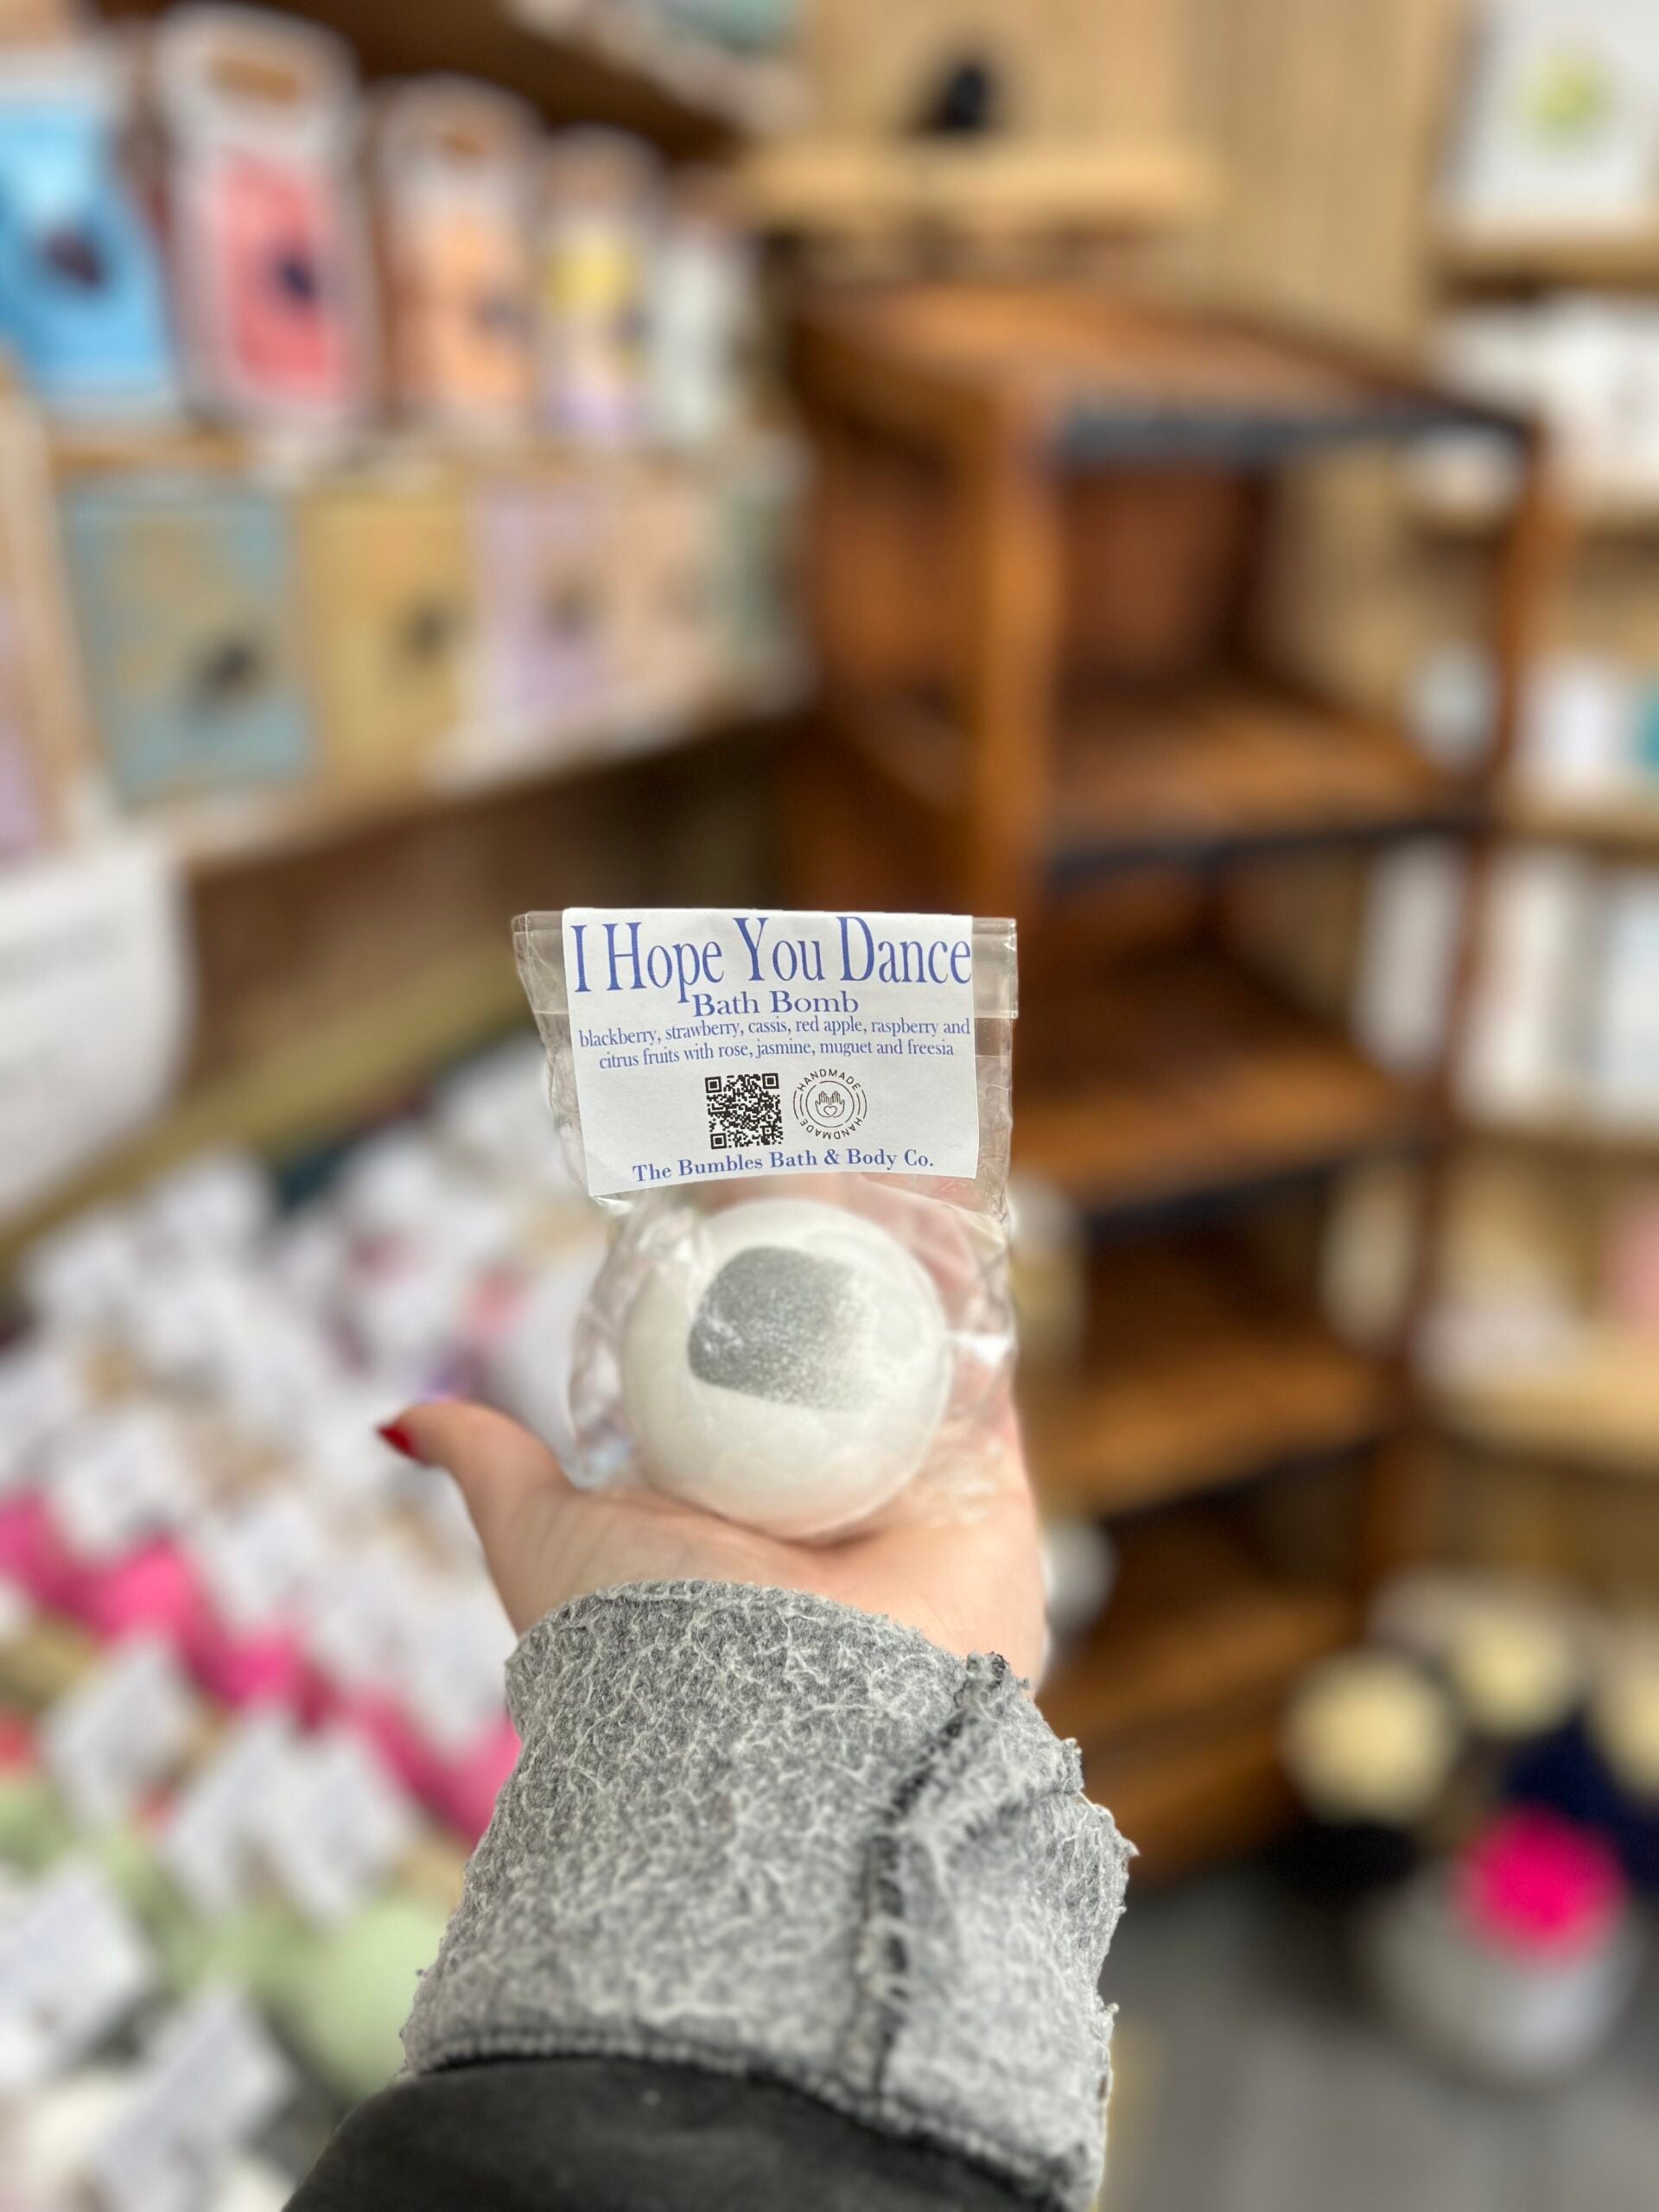 I Hope You Dance
Bath Bomb
blackberry, strawberry, cassis, red apple, raspberry and
citrus fruits with rose, jasmine, muguet and freesia
HANDMADE
HANDMADE
The Bumbles Bath & Body Co.